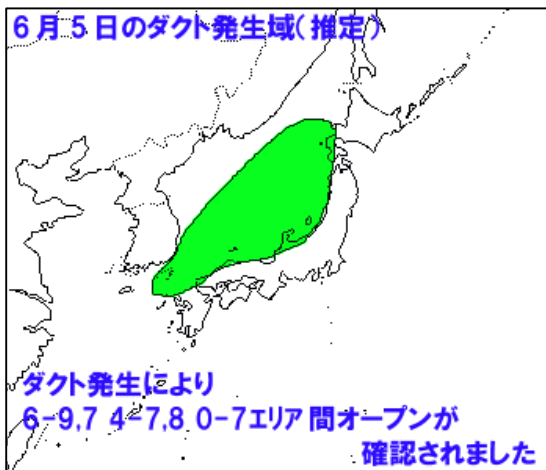 6月5日のダクト発生域(推定)
ダクト発生により
6-9,7 4-7,8 0-7エリア間オープンが
確認されました